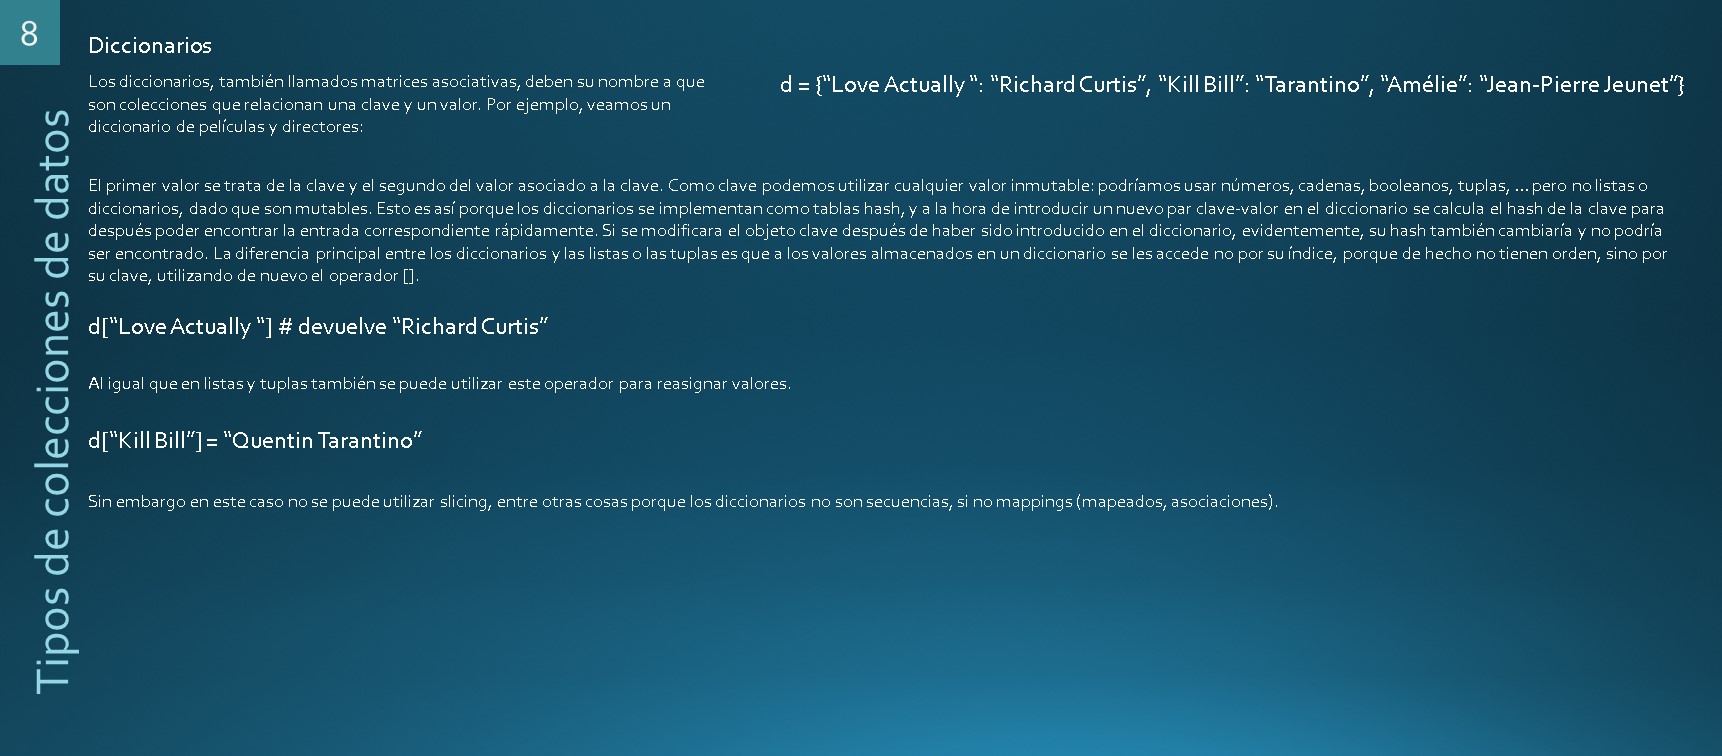 8
Tipos de colecciones de datos
Diccionarios
Los diccionarios, también llamados matrices asociativas, deben su nombre a que
son colecciones que relacionan una clave y un valor. Por ejemplo, veamos un
diccionario de películas y directores:
d = {“Love Actually “: “Richard Curtis”, “Kill Bill”: “Tarantino”, “Amélie”: “Jean-Pierre Jeunet”}
El primer valor se trata de la clave y el segundo del valor asociado a la clave. Como clave podemos utilizar cualquier valor inmutable: podríamos usar números, cadenas, booleanos, tuplas, … pero no listas o
diccionarios, dado que son mutables. Esto es así porque los diccionarios se implementan como tablas hash, y a la hora de introducir un nuevo par clave-valor en el diccionario se calcula el hash de la clave para
después poder encontrar la entrada correspondiente rápidamente. Si se modificara el objeto clave después de haber sido introducido en el diccionario, evidentemente, su hash también cambiaría y no podría
ser encontrado. La diferencia principal entre los diccionarios y las listas o las tuplas es que a los valores almacenados en un diccionario se les accede no por su índice, porque de hecho no tienen orden, sino por
su clave, utilizando de nuevo el operador [].
d[“Love Actually “] # devuelve “Richard Curtis”
Al igual que en listas y tuplas también se puede utilizar este operador para reasignar valores.
d[“Kill Bill”] = “Quentin Tarantino”
Sin embargo en este caso no se puede utilizar slicing, entre otras cosas porque los diccionarios no son secuencias, si no mappings (mapeados, asociaciones).